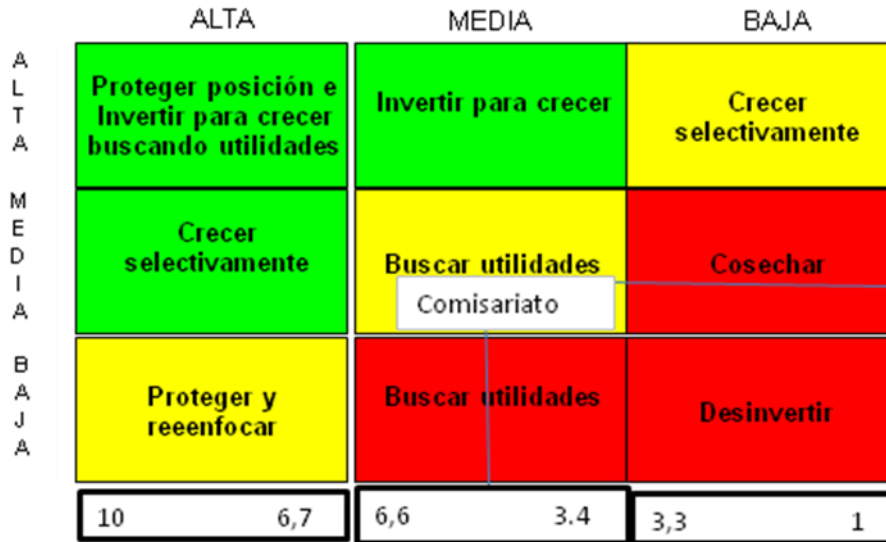 ALTA
MEDIA
BAJA
A
L
T
A
Proteger posición e
Invertir para crecer
buscando utilidades
Invertir para crecer
Crecer
selectivamente
M
E
D
I
A
Crecer
selectivamente
Buscar utilidades
Cosechar
Comisariato
B
A
J
A
Proteger y
reeenfocar
Buscar utilidades
Desinvertir
10 6,7
6,6 3.4
3,3 1